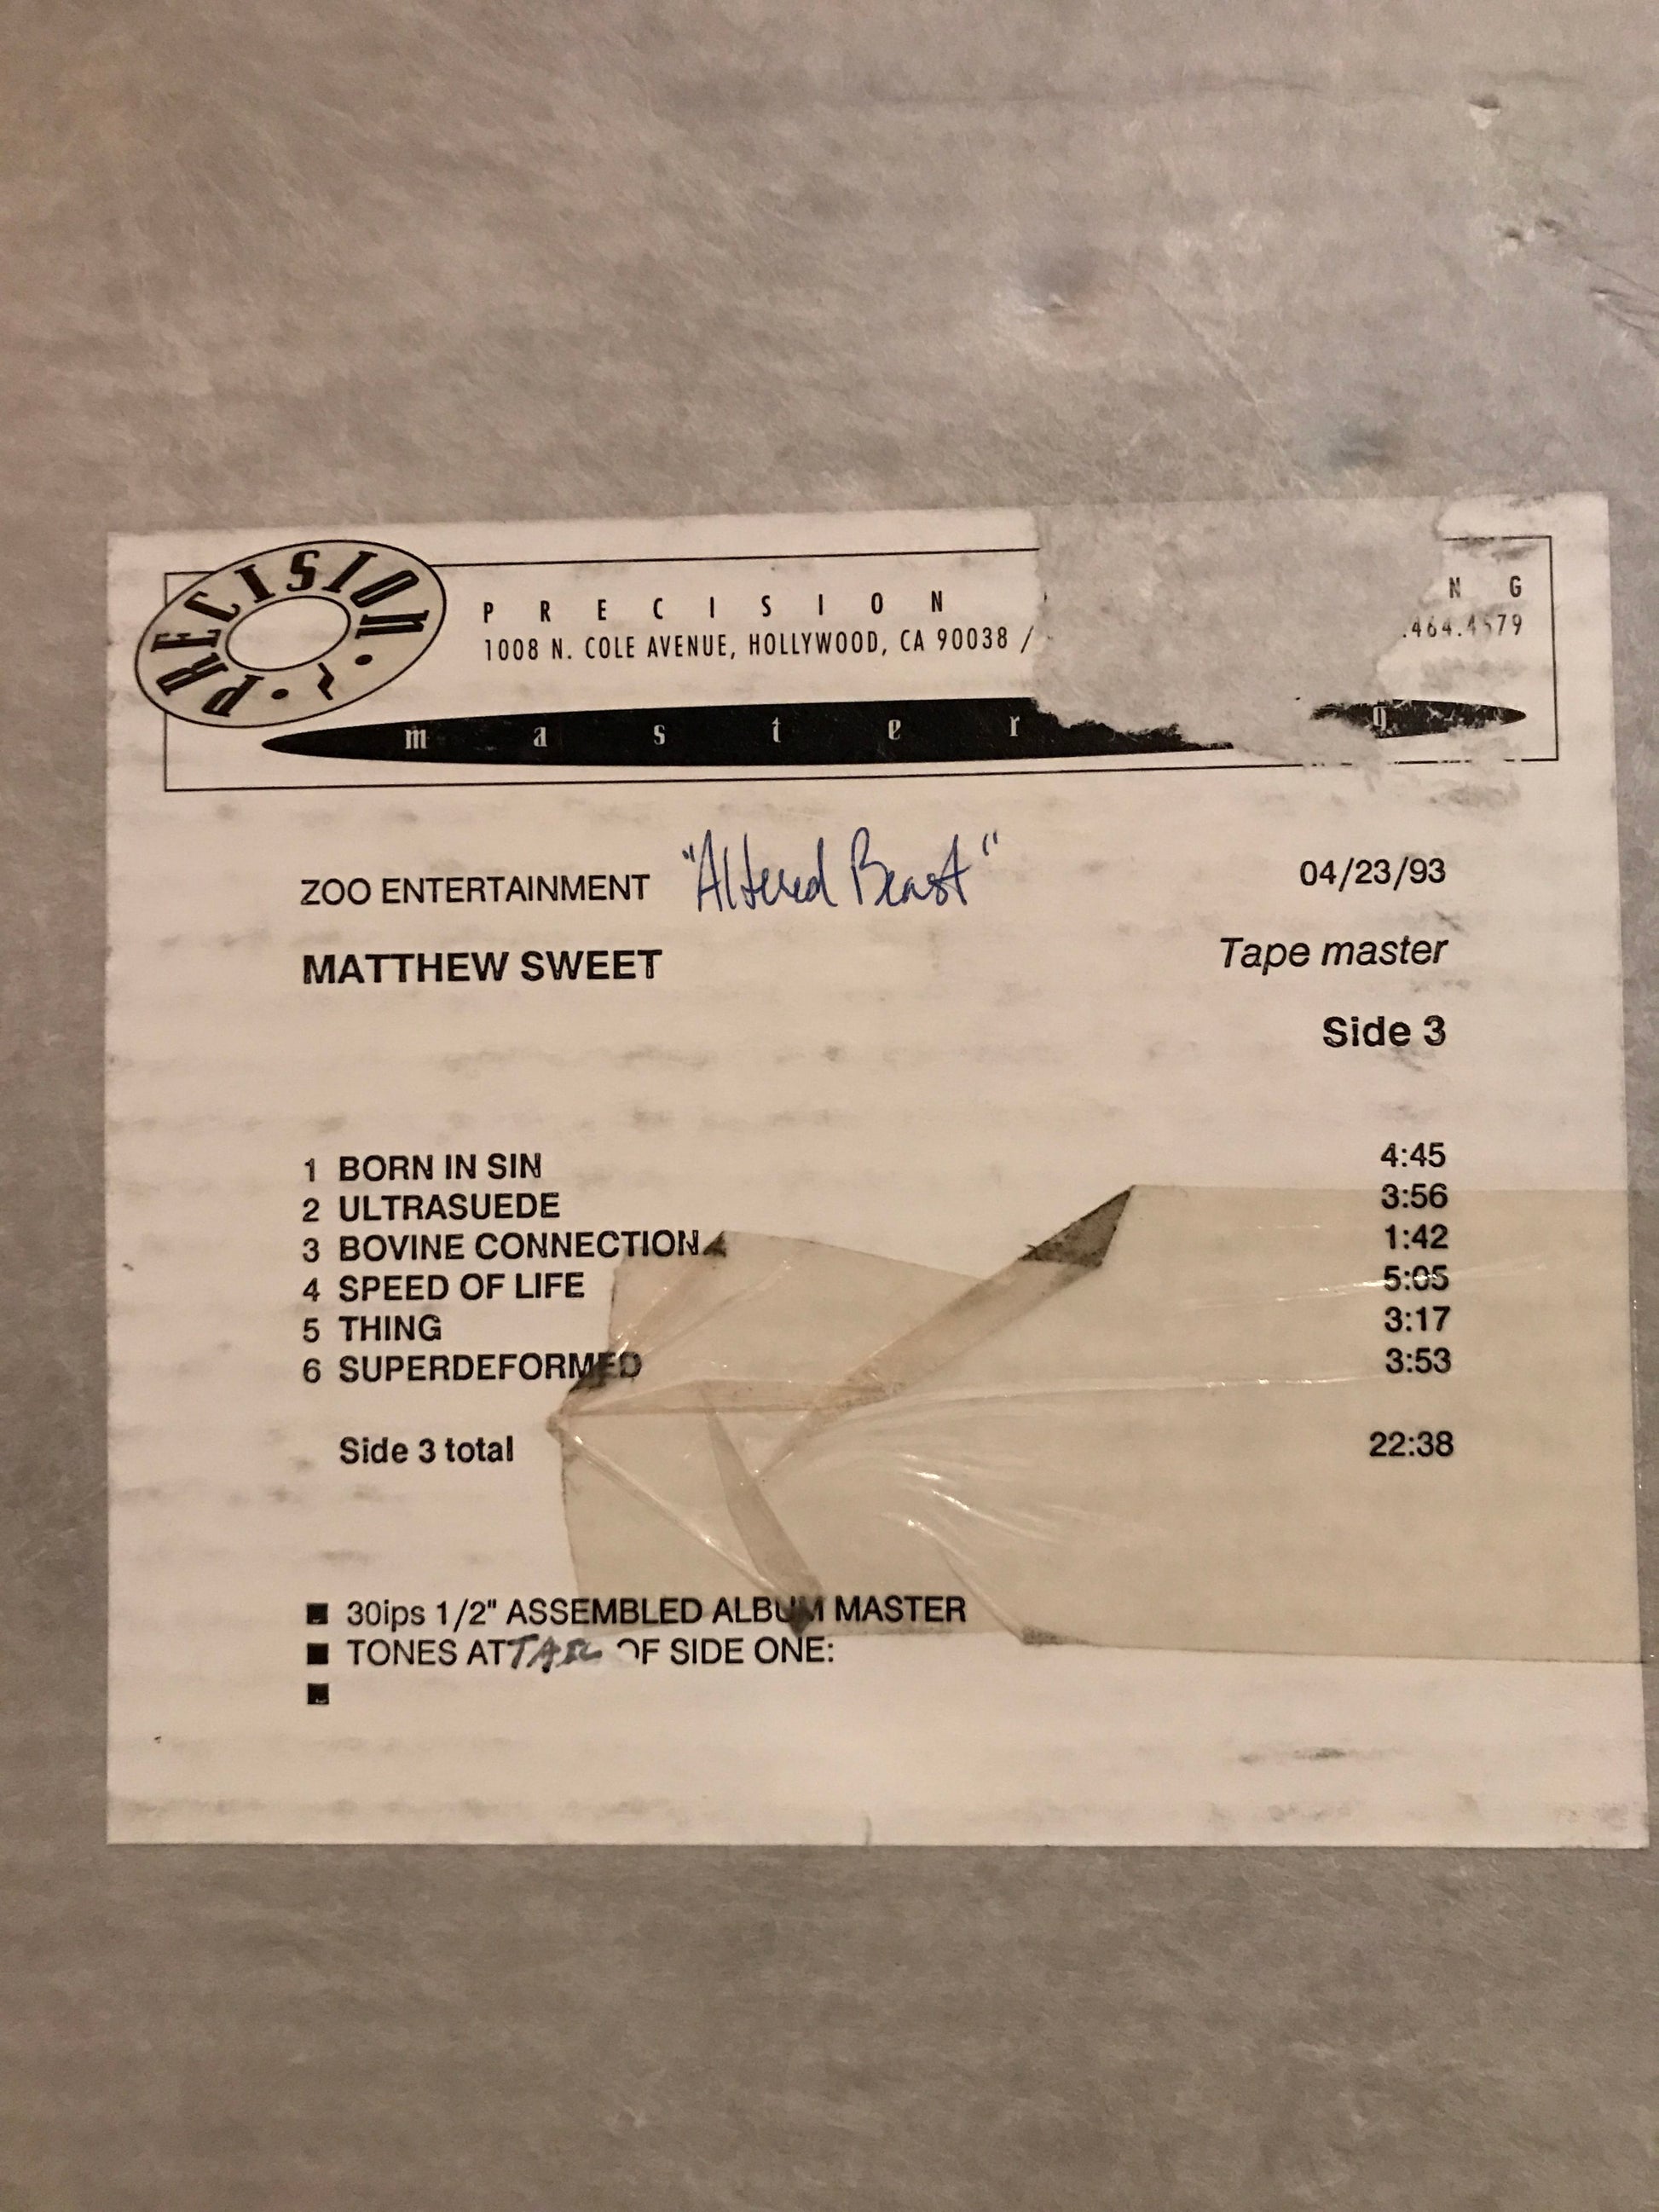 PRECISION
PRECISION N G
1008 N. COLE AVENUE, HOLLYWOOD, CA 90038 / .464.4579
master g
ZOO ENTERTAINMENT "Altered Beast" 04/23/93
MATTHEW SWEET Tape master
Side 3
1 BORN IN SIN 4:45
2 ULTRASUEDE 3:56
3 BOVINE CONNECTION 1:42
4 SPEED OF LIFE 5:05
5 THING 3:17
6 SUPERDEFORMED 3:53
Side 3 total 22:38
■ 30ips 1/2" ASSEMBLED ALBUM MASTER
■ TONES AT TAIL OF SIDE ONE:
■